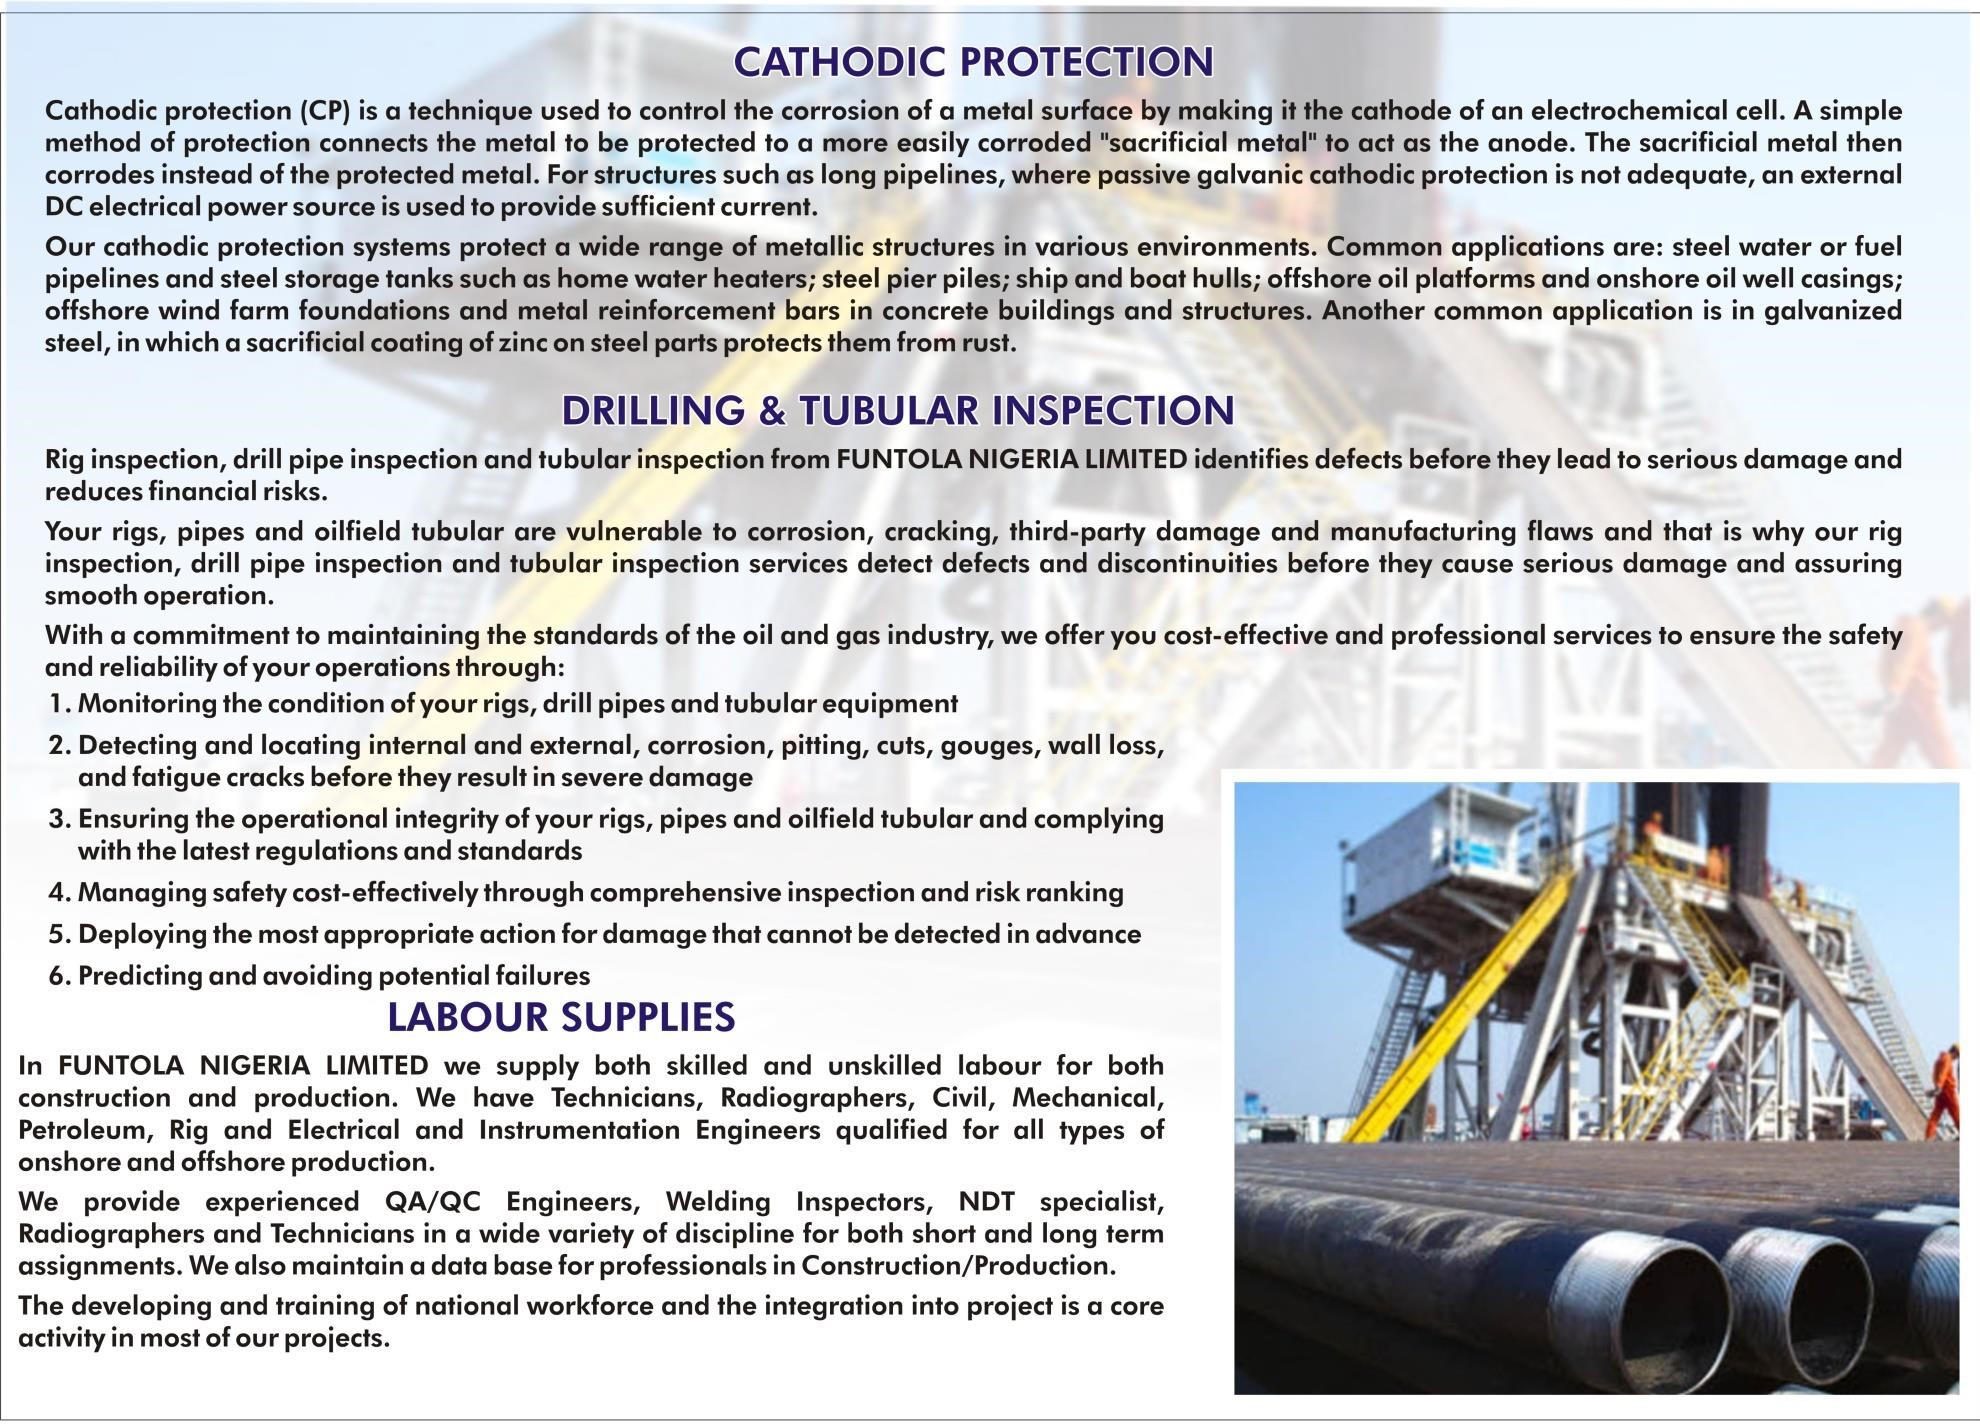 CATHODIC PROTECTION
Cathodic protection (CP) is a technique used to control the corrosion of a metal surface by making it the cathode of an electrochemical cell. A simple
method of protection connects the metal to be protected to a more easily corroded "sacrificial metal" to act as the anode. The sacrificial metal then
corrodes instead of the protected metal. For structures such as long pipelines, where passive galvanic cathodic protection is not adequate, an external
DC electrical power source is used to provide sufficient current.
Our cathodic protection systems protect a wide range of metallic structures in various environments. Common applications are: steel water or fuel
pipelines and steel storage tanks such as home water heaters; steel pier piles; ship and boat hulls; offshore oil platforms and onshore oil well casings;
offshore wind farm foundations and metal reinforcement bars in concrete buildings and structures. Another common application is in galvanized
steel, in which a sacrificial coating of zinc on steel parts protects them from rust.
DRILLING & TUBULAR INSPECTION
Rig inspection, drill pipe inspection and tubular inspection from FUNTOLA NIGERIA LIMITED identifies defects before they lead to serious damage and
reduces financial risks.
Your rigs, pipes and oilfield tubular are vulnerable to corrosion, cracking, third-party damage and manufacturing flaws and that is why our rig
inspection, drill pipe inspection and tubular inspection services detect defects and discontinuities before they cause serious damage and assuring
smooth operation.
With a commitment to maintaining the standards of the oil and gas industry, we offer you cost-effective and professional services to ensure the safety
and reliability of your operations through:
1. Monitoring the condition of your rigs, drill pipes and tubular equipment
2. Detecting and locating internal and external, corrosion, pitting, cuts, gouges, wall loss,
and fatigue cracks before they result in severe damage
3. Ensuring the operational integrity of your rigs, pipes and oilfield tubular and complying
with the latest regulations and standards
4. Managing safety cost-effectively through comprehensive inspection and risk ranking
5. Deploying the most appropriate action for damage that cannot be detected in advance
6. Predicting and avoiding potential failures
LABOUR SUPPLIES
In FUNTOLA NIGERIA LIMITED we supply both skilled and unskilled labour for both
construction and production. We have Technicians, Radiographers, Civil, Mechanical,
Petroleum, Rig and Electrical and Instrumentation Engineers qualified for all types of
onshore and offshore production.
We provide experienced QA/QC Engineers, Welding Inspectors, NDT specialist,
Radiographers and Technicians in a wide variety of discipline for both short and long term
assignments. We also maintain a data base for professionals in Construction/Production.
The developing and training of national workforce and the integration into project is a core
activity in most of our projects.